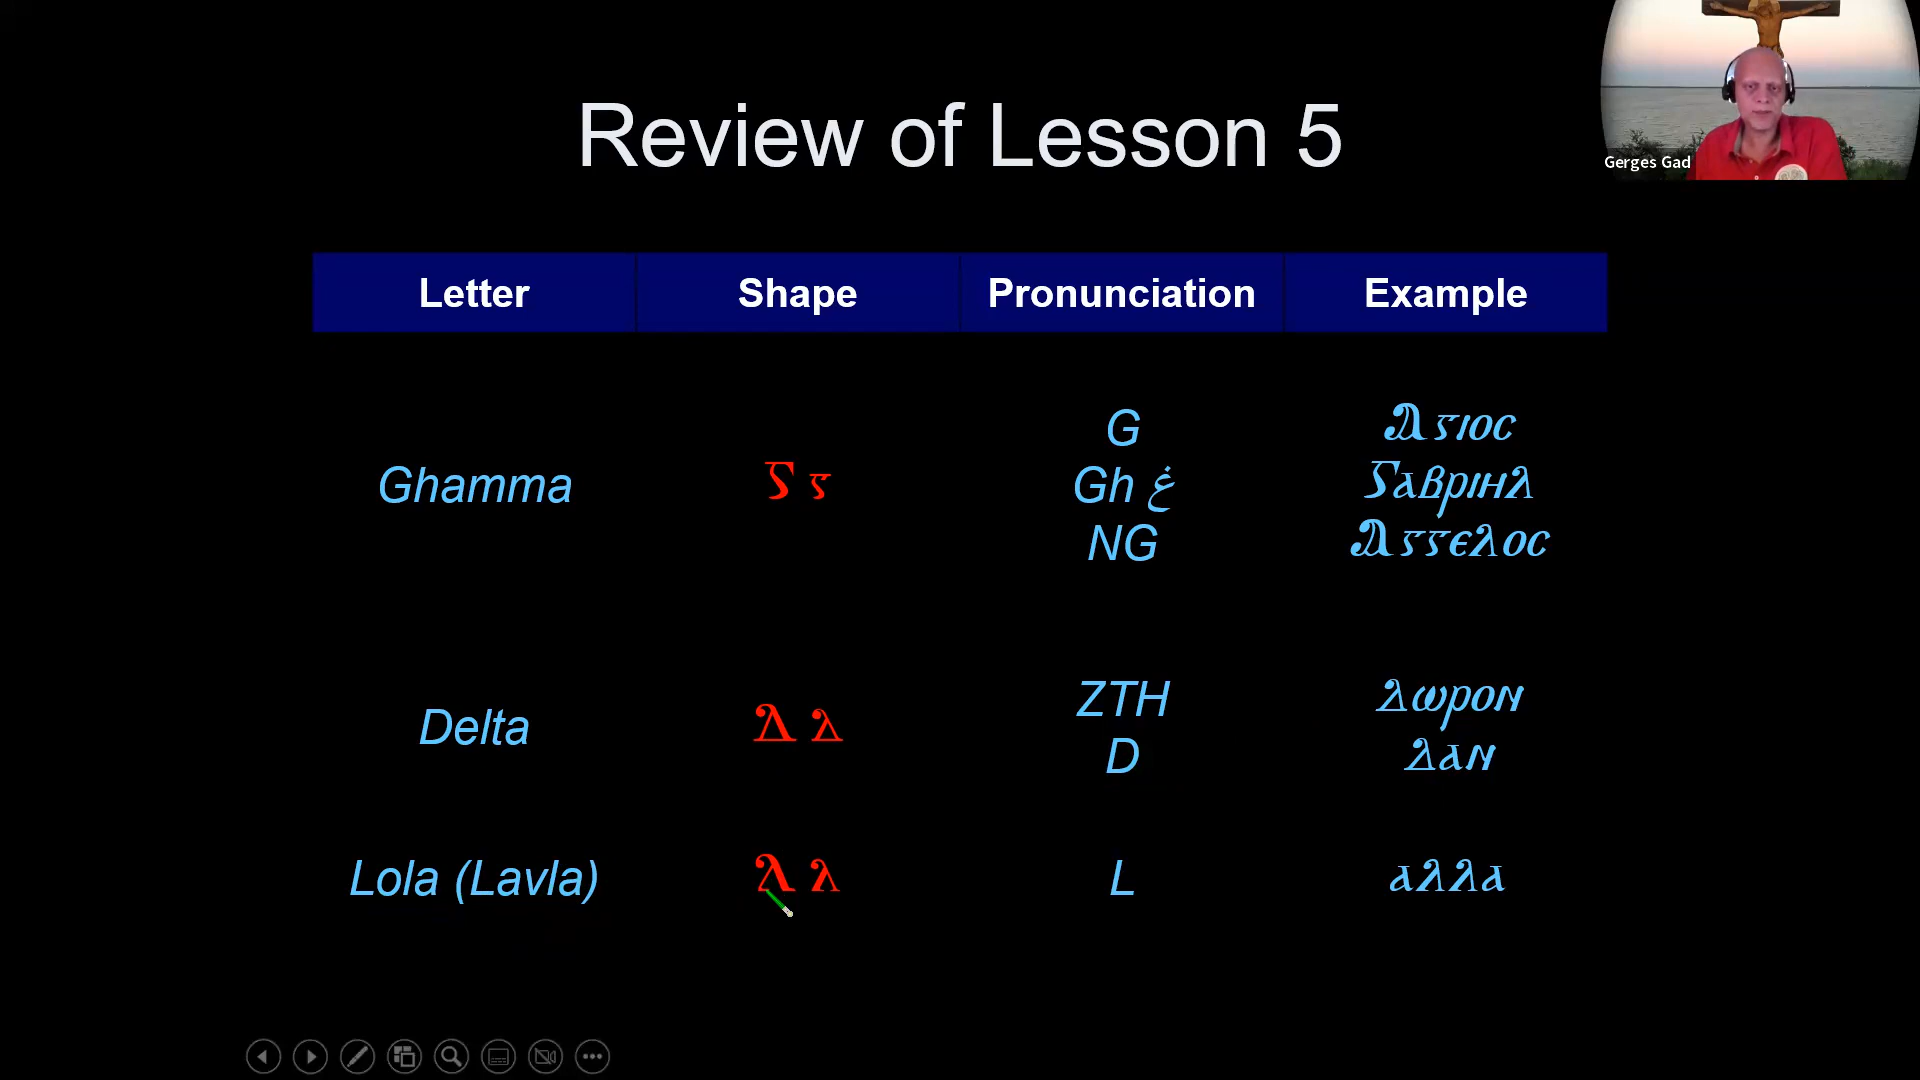 Review of Lesson 5
Gerges Gad
Letter Shape Pronunciation Example
G Ⲁⲅⲓⲟⲥ
Ghamma Ⲅ ⲅ Gh غ Ⲅⲁⲃⲣⲓⲏⲗ
NG Ⲁⲅⲅⲉⲗⲟⲥ
ZTH Ⲇⲱⲣⲟⲛ
Delta Ⲇ ⲇ
D Ⲇⲁⲛ
Lola (Lavla) Ⲗ ⲗ L ⲁⲗⲗⲁ